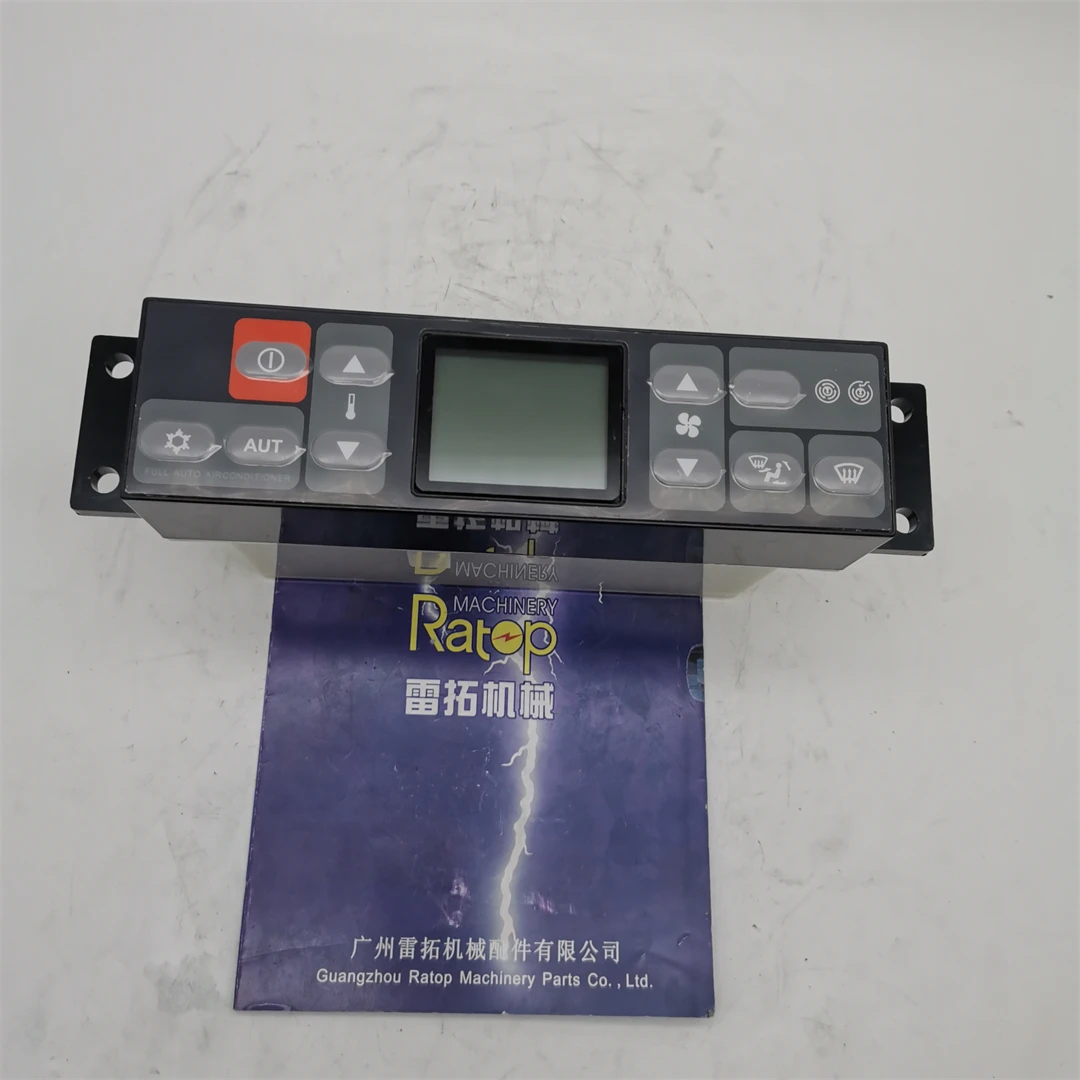 AUT
FULL AUTO AIRCONDITIONER
MACHINERY
Ratop
雷拓机械
广州雷拓机械配件有限公司
Guangzhou Ratop Machinery Parts Co. , Ltd.